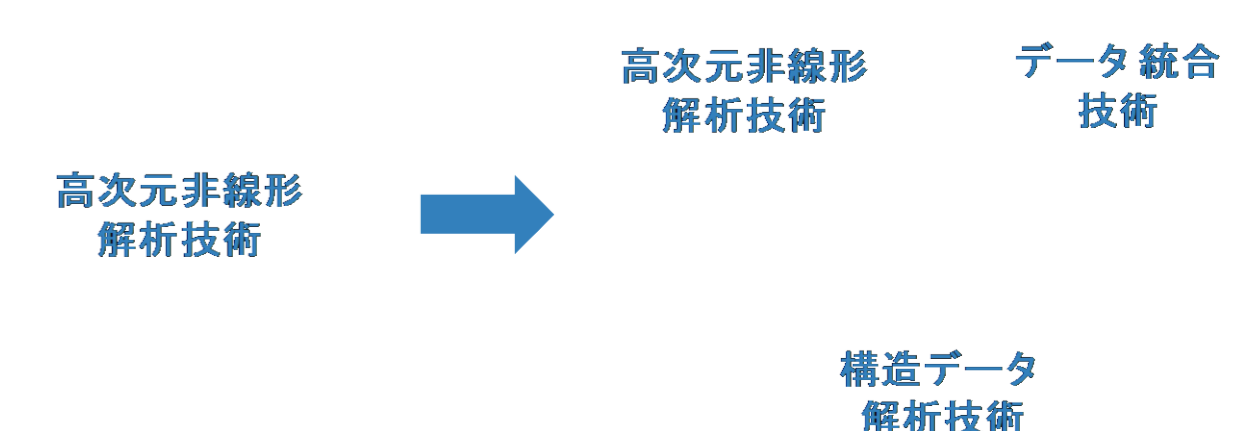 高次元非線形
解析技術
高次元非線形
解析技術
データ統合
技術
構造データ
解析技術